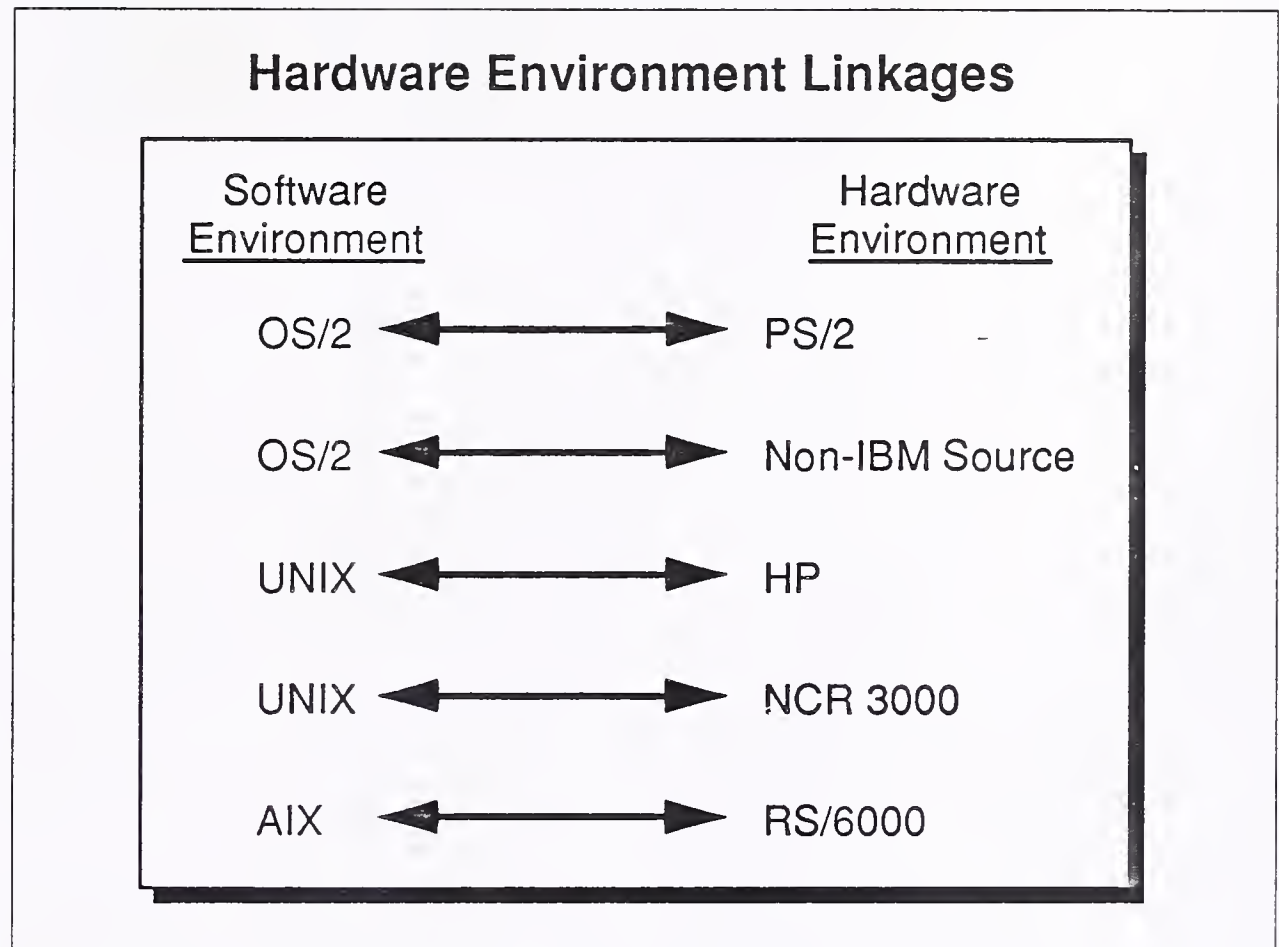 Hardware Environment Linkages
Software Environment
Hardware Environment
OS/2 PS/2
OS/2 Non-IBM Source
UNIX HP
UNIX NCR 3000
AIX RS/6000